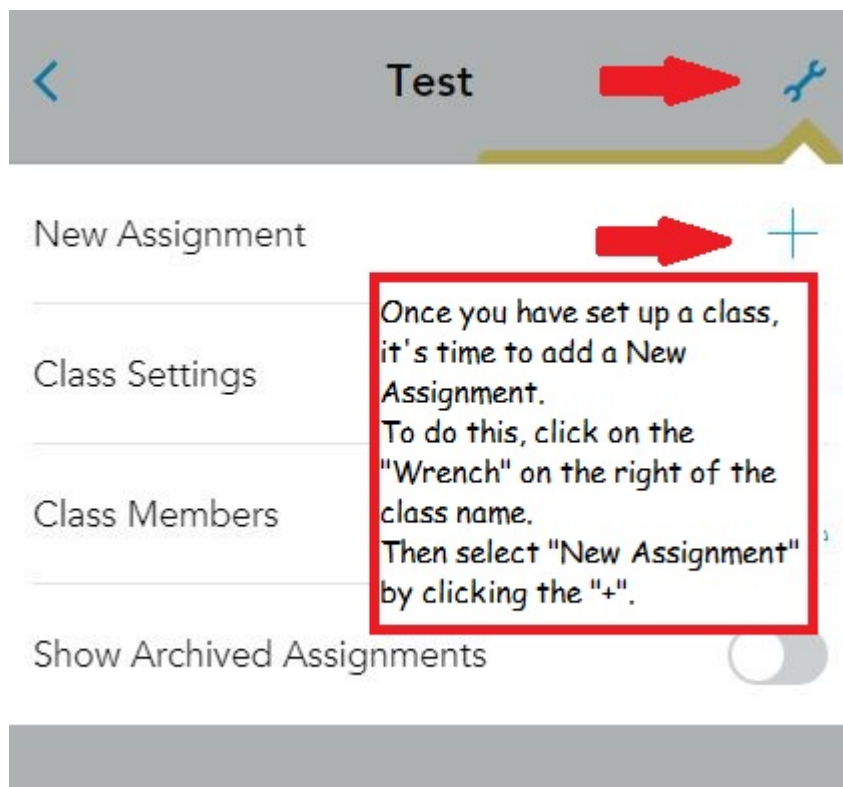 Test
New Assignment
Once you have set up a class,
it's time to add a New
Assignment.
To do this, click on the
"Wrench" on the right of the
class name.
Then select "New Assignment"
by clicking the "+".
Class Settings
Class Members
Show Archived Assignments